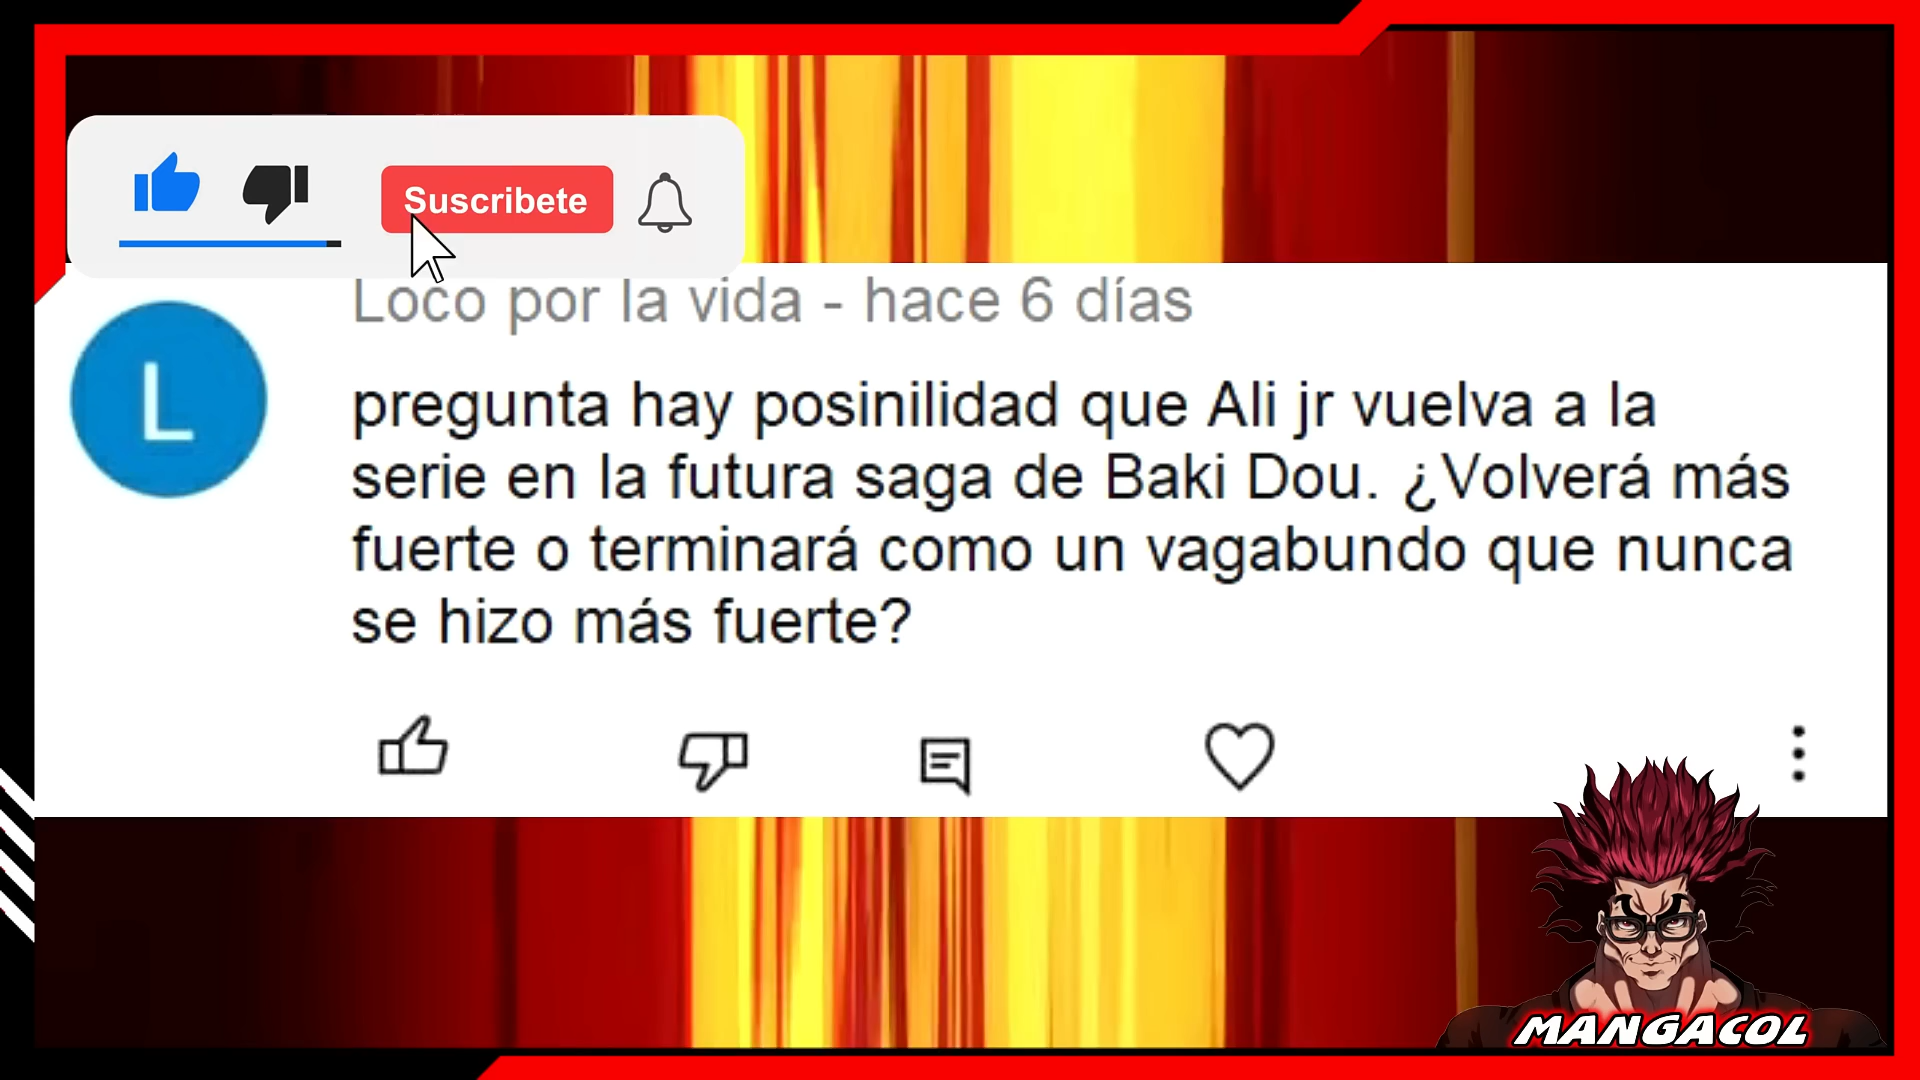 Suscribete
Loco por la vida - hace 6 días
L
pregunta hay posinilidad que Ali jr vuelva a la
serie en la futura saga de Baki Dou. ¿Volverá más
fuerte o terminará como un vagabundo que nunca
se hizo más fuerte?
MANGACOL